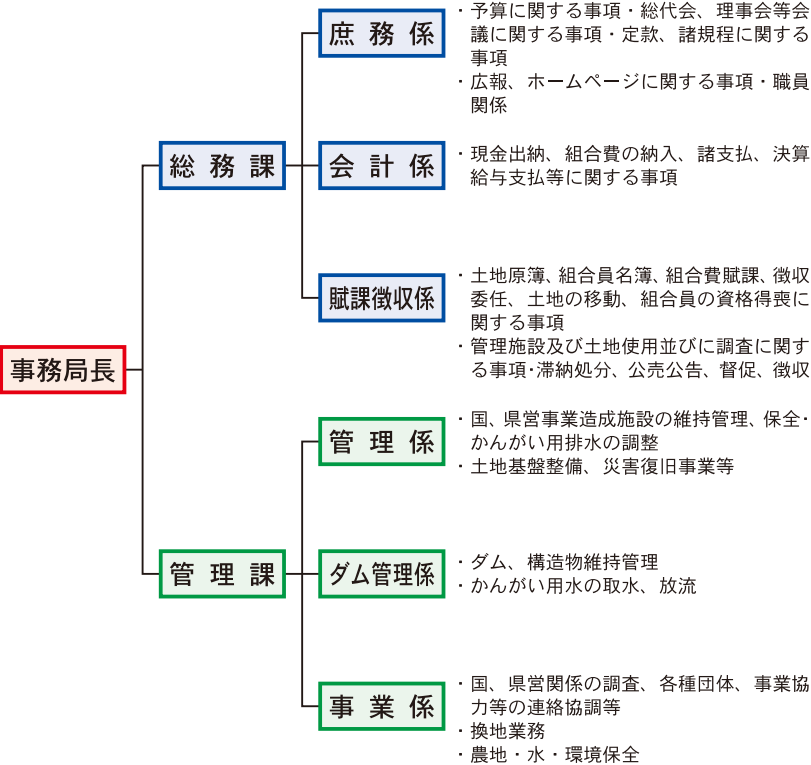 事務局長
総務課
庶務係
・予算に関する事項・総代会、理事会等会
議に関する事項・定款、諸規程に関する
事項
・広報、ホームページに関する事項・職員
関係
会計係
・現金出納、組合費の納入、諸支払、決算
給与支払等に関する事項
賦課徴収係
・土地原簿、組合員名簿、組合費賦課、徴収
委任、土地の移動、組合員の資格得喪に
関する事項
・管理施設及び土地使用並びに調査に関す
る事項・滞納処分、公売公告、督促、徴収
管理課
管理係
・国、県営事業造成施設の維持管理、保全・
かんがい用排水の調整
・土地基盤整備、災害復旧事業等
ダム管理係
・ダム、構造物維持管理
・かんがい用水の取水、放流
事業係
・国、県営関係の調査、各種団体、事業協
力等の連絡協調等
・換地業務
・農地・水・環境保全